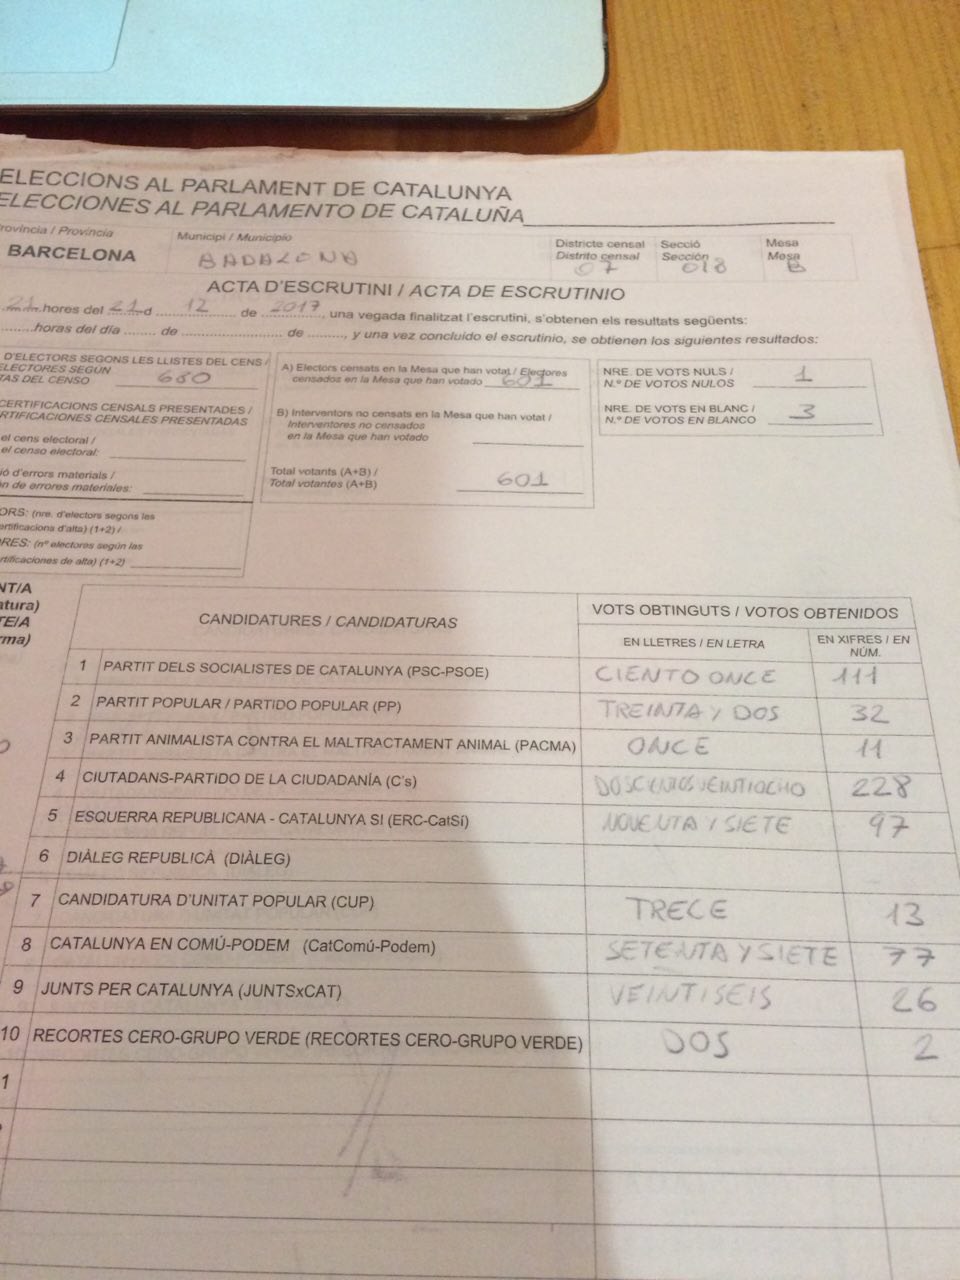 ELECCIONS AL PARLAMENT DE CATALUNYA
ELECCIONES AL PARLAMENTO DE CATALUÑA
Província / Provincia
BARCELONA
Municipi / Municipio
BADALONA
Districte censal
Distrito censal
07
Secció
Sección
018
Mesa
Mesa
B
ACTA D'ESCRUTINI / ACTA DE ESCRUTINIO
21 hores del 21 d 12 de 2017, una vegada finalitzat l'escrutini, s'obtenen els resultats següents:
horas del día ........ de ........ de ........, y una vez concluido el escrutinio, se obtienen los siguientes resultados:
D'ELECTORS SEGONS LES LLISTES DEL CENS /
ELECTORES SEGÚN
TAS DEL CENSO 680
CERTIFICACIONS CENSALS PRESENTADES /
RTIFICACIONES CENSALES PRESENTADAS
el cens electoral /
el censo electoral:
ió d'errors materials /
n de errores materiales:
ORS: (nre. d'electors segons les
ertificacions d'alta) (1+2) /
RES: (nº electores según las
rtificaciones de alta) (1+2)
A) Electors censats en la Mesa que han votat / Electores
censados en la Mesa que han votado 601
B) Interventors no censats en la Mesa que han votat /
Interventores no censados
en la Mesa que han votado
Total votants (A+B) /
Total votantes (A+B) 601
NRE. DE VOTS NULS /
N.º DE VOTOS NULOS 1
NRE. DE VOTS EN BLANC /
N.º DE VOTOS EN BLANCO 3
NT/A
atura)
TE/A
rma)
CANDIDATURES / CANDIDATURAS
VOTS OBTINGUTS / VOTOS OBTENIDOS
EN LLETRES / EN LETRA
EN XIFRES / EN
NÚM.
1 PARTIT DELS SOCIALISTES DE CATALUNYA (PSC-PSOE) CIENTO ONCE 111
2 PARTIT POPULAR / PARTIDO POPULAR (PP) TREINTA Y DOS 32
3 PARTIT ANIMALISTA CONTRA EL MALTRACTAMENT ANIMAL (PACMA) ONCE 11
4 CIUTADANS-PARTIDO DE LA CIUDADANÍA (C's) DOSCIENTOS VEINTIOCHO 228
5 ESQUERRA REPUBLICANA - CATALUNYA SI (ERC-CatSí) NOVENTA Y SIETE 97
6 DIÀLEG REPUBLICÀ (DIÀLEG)
7 CANDIDATURA D'UNITAT POPULAR (CUP) TRECE 13
8 CATALUNYA EN COMÚ-PODEM (CatComú-Podem) SETENTA Y SIETE 77
9 JUNTS PER CATALUNYA (JUNTSxCAT) VEINTISEIS 26
10 RECORTES CERO-GRUPO VERDE (RECORTES CERO-GRUPO VERDE) DOS 2
1